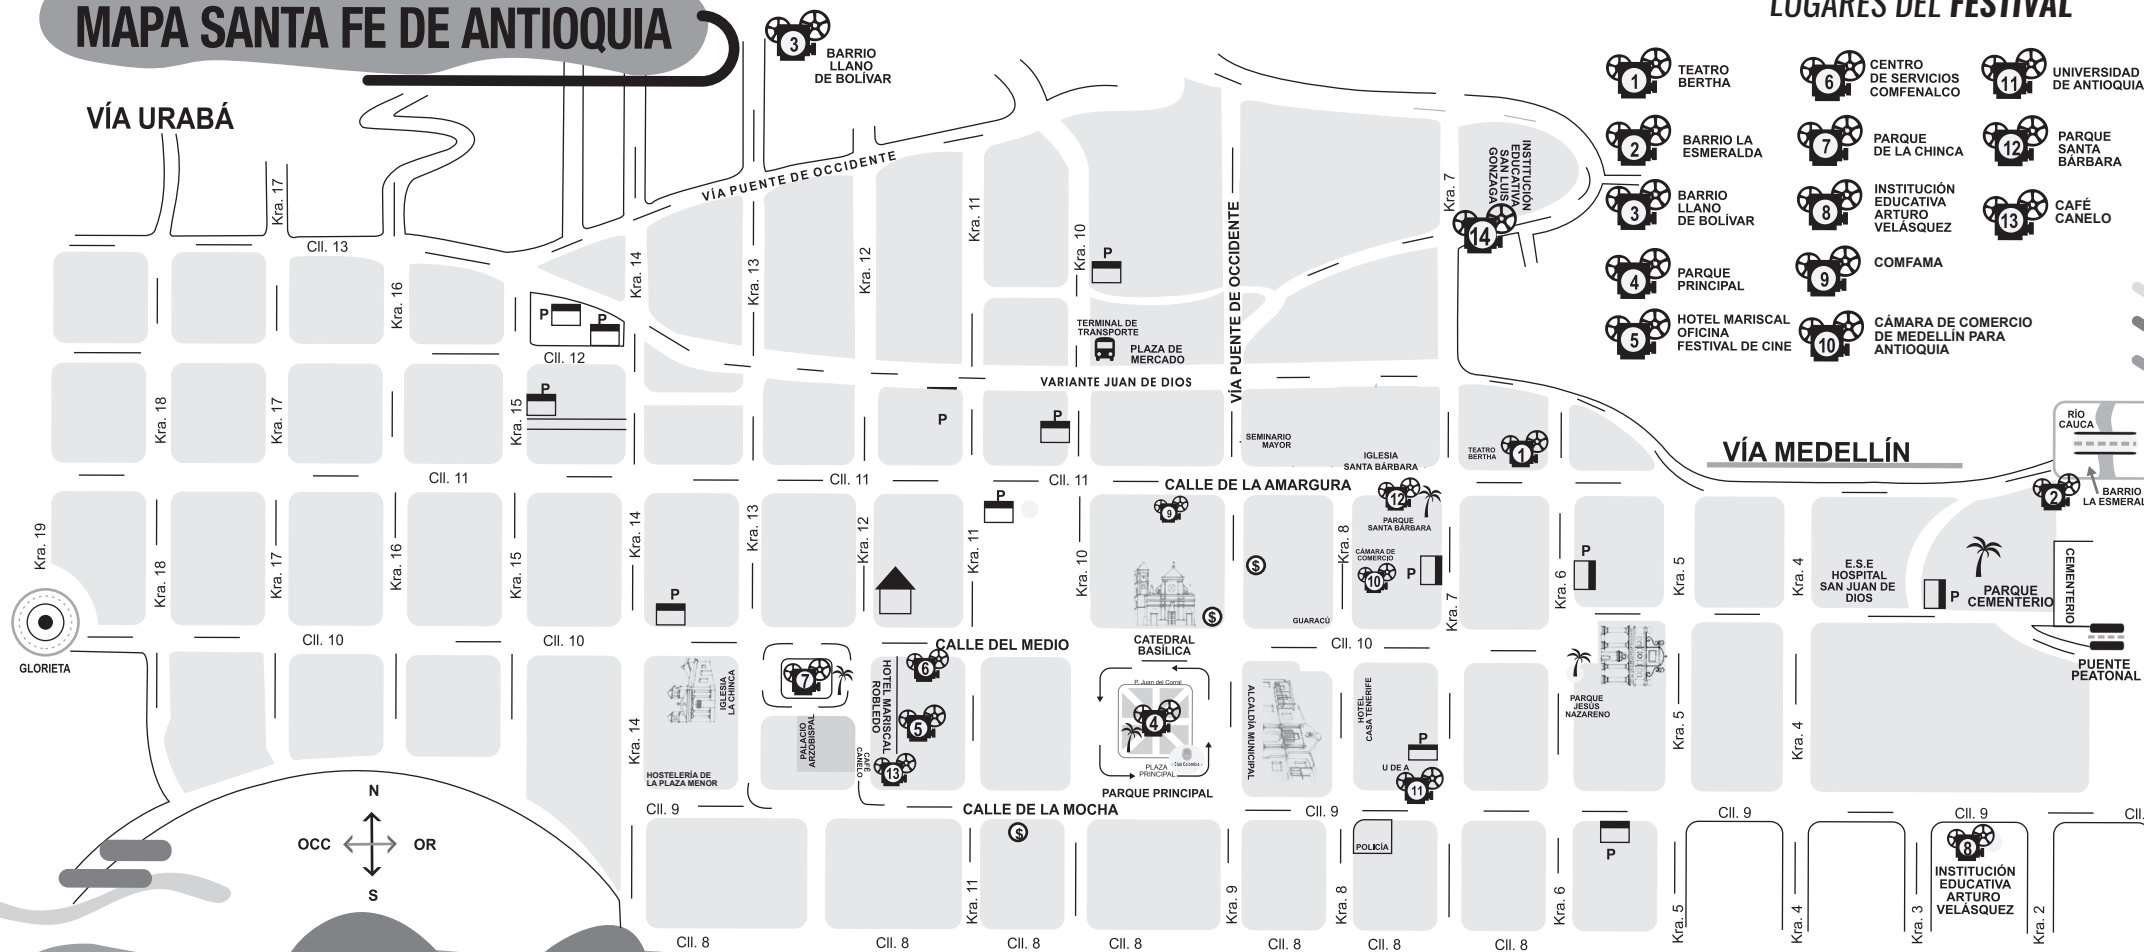 MAPA SANTA FE DE ANTIOQUIA
LUGARES DEL FESTIVAL
3
BARRIO
LLANO
DE BOLÍVAR
VÍA URABÁ
1
TEATRO
BERTHA
2
BARRIO LA
ESMERALDA
3
BARRIO
LLANO
DE BOLÍVAR
4
PARQUE
PRINCIPAL
5
HOTEL MARISCAL
OFICINA
FESTIVAL DE CINE
6
CENTRO
DE SERVICIOS
COMFENALCO
7
PARQUE
DE LA CHINCA
8
INSTITUCIÓN
EDUCATIVA
ARTURO
VELÁSQUEZ
9
COMFAMA
10
CÁMARA DE COMERCIO
DE MEDELLÍN PARA
ANTIOQUIA
11
UNIVERSIDAD
DE ANTIOQUIA
12
PARQUE
SANTA
BÁRBARA
13
CAFÉ
CANELO
VÍA PUENTE DE OCCIDENTE
INSTITUCIÓN
EDUCATIVA
SAN LUIS
GONZAGA
14
Kra. 17
Kra. 11
Kra. 7
Cll. 13
Kra. 16
Kra. 14
Kra. 13
Kra. 12
Kra. 10
P
VÍA PUENTE DE OCCIDENTE
P
P
Cll. 12
TERMINAL DE
TRANSPORTE
PLAZA DE
MERCADO
VARIANTE JUAN DE DIOS
Kra. 18
Kra. 17
Kra. 15
P
P
P
SEMINARIO
MAYOR
TEATRO
BERTHA
1
IGLESIA
SANTA BÁRBARA
VÍA MEDELLÍN
RÍO
CAUCA
2
BARRIO
LA ESMERAL
Cll. 11
Cll. 11
Cll. 11
CALLE DE LA AMARGURA
Kra. 19
Kra. 18
Kra. 17
Kra. 16
Kra. 15
Kra. 14
Kra. 13
Kra. 12
Kra. 11
Kra. 10
P
P
9
$
$
GUARACÚ
Kra. 8
12
PARQUE
SANTA BÁRBARA
CÁMARA DE
COMERCIO
10
P
Kra. 7
Kra. 6
P
Kra. 5
Kra. 4
E.S.E
HOSPITAL
SAN JUAN DE
DIOS
P
PARQUE
CEMENTERIO
CEMENTERIO
GLORIETA
Cll. 10
Cll. 10
CALLE DEL MEDIO
CATEDRAL
BASÍLICA
Cll. 10
PUENTE
PEATONAL
Kra. 14
IGLESIA
LA CHINCA
HOSTELERÍA DE
LA PLAZA MENOR
7
PALACIO
ARZOBISPAL
CAFÉ
CANELO
HOTEL MARISCAL
ROBLEDO
6
5
13
P. Juan del Corral
4
Club Colombia
PLAZA
PRINCIPAL
PARQUE PRINCIPAL
ALCALDÍA MUNICIPAL
HOTEL
CASA TENERIFE
P
U DE A
11
PARQUE
JESÚS
NAZARENO
Kra. 5
Kra. 4
Cll. 9
CALLE DE LA MOCHA
Cll. 9
Cll. 9
Cll. 9
Cll.
N
OCC
OR
S
$
POLICÍA
P
8
INSTITUCIÓN
EDUCATIVA
ARTURO
VELÁSQUEZ
Kra. 11
Kra. 9
Kra. 8
Kra. 6
Kra. 5
Kra. 4
Kra. 3
Kra. 2
Cll. 8
Cll. 8
Cll. 8
Cll. 8
Cll. 8
Cll. 8
Cll. 8